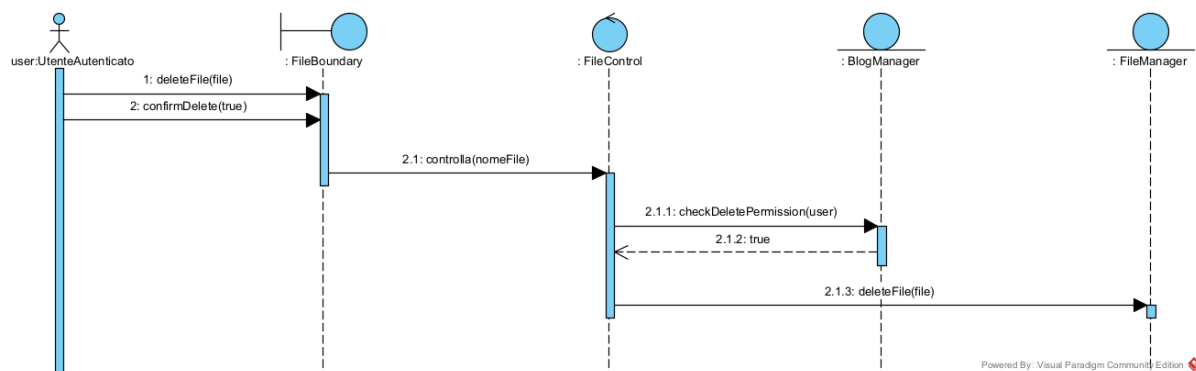 user:UtenteAutenticato
: FileBoundary
: FileControl
: BlogManager
: FileManager
1: deleteFile(file)
2: confirmDelete(true)
2.1: controlla(nomeFile)
2.1.1: checkDeletePermission(user)
2.1.2: true
2.1.3: deleteFile(file)
Powered By Visual Paradigm Community Edition